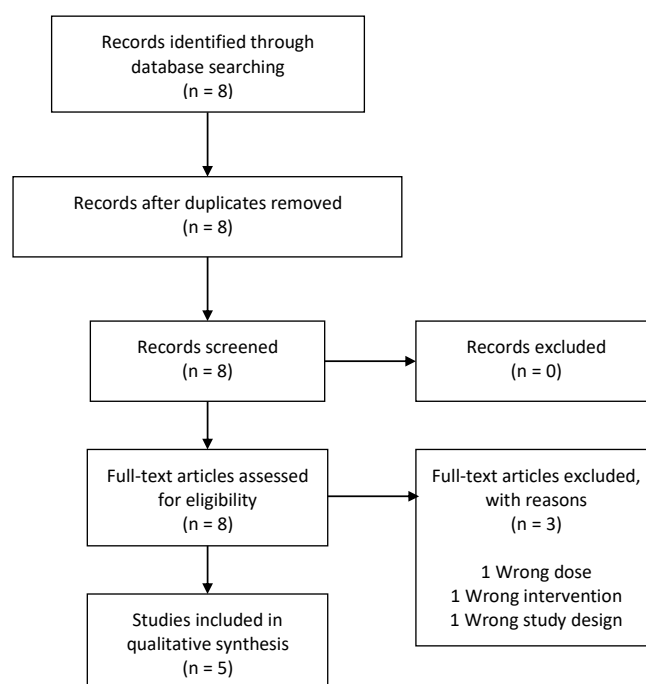 Records identified through
database searching
(n = 8)
Records after duplicates removed
(n = 8)
Records screened
(n = 8)
Records excluded
(n = 0)
Full-text articles assessed
for eligibility
(n = 8)
Full-text articles excluded,
with reasons
(n = 3)
1 Wrong dose
1 Wrong intervention
1 Wrong study design
Studies included in
qualitative synthesis
(n = 5)